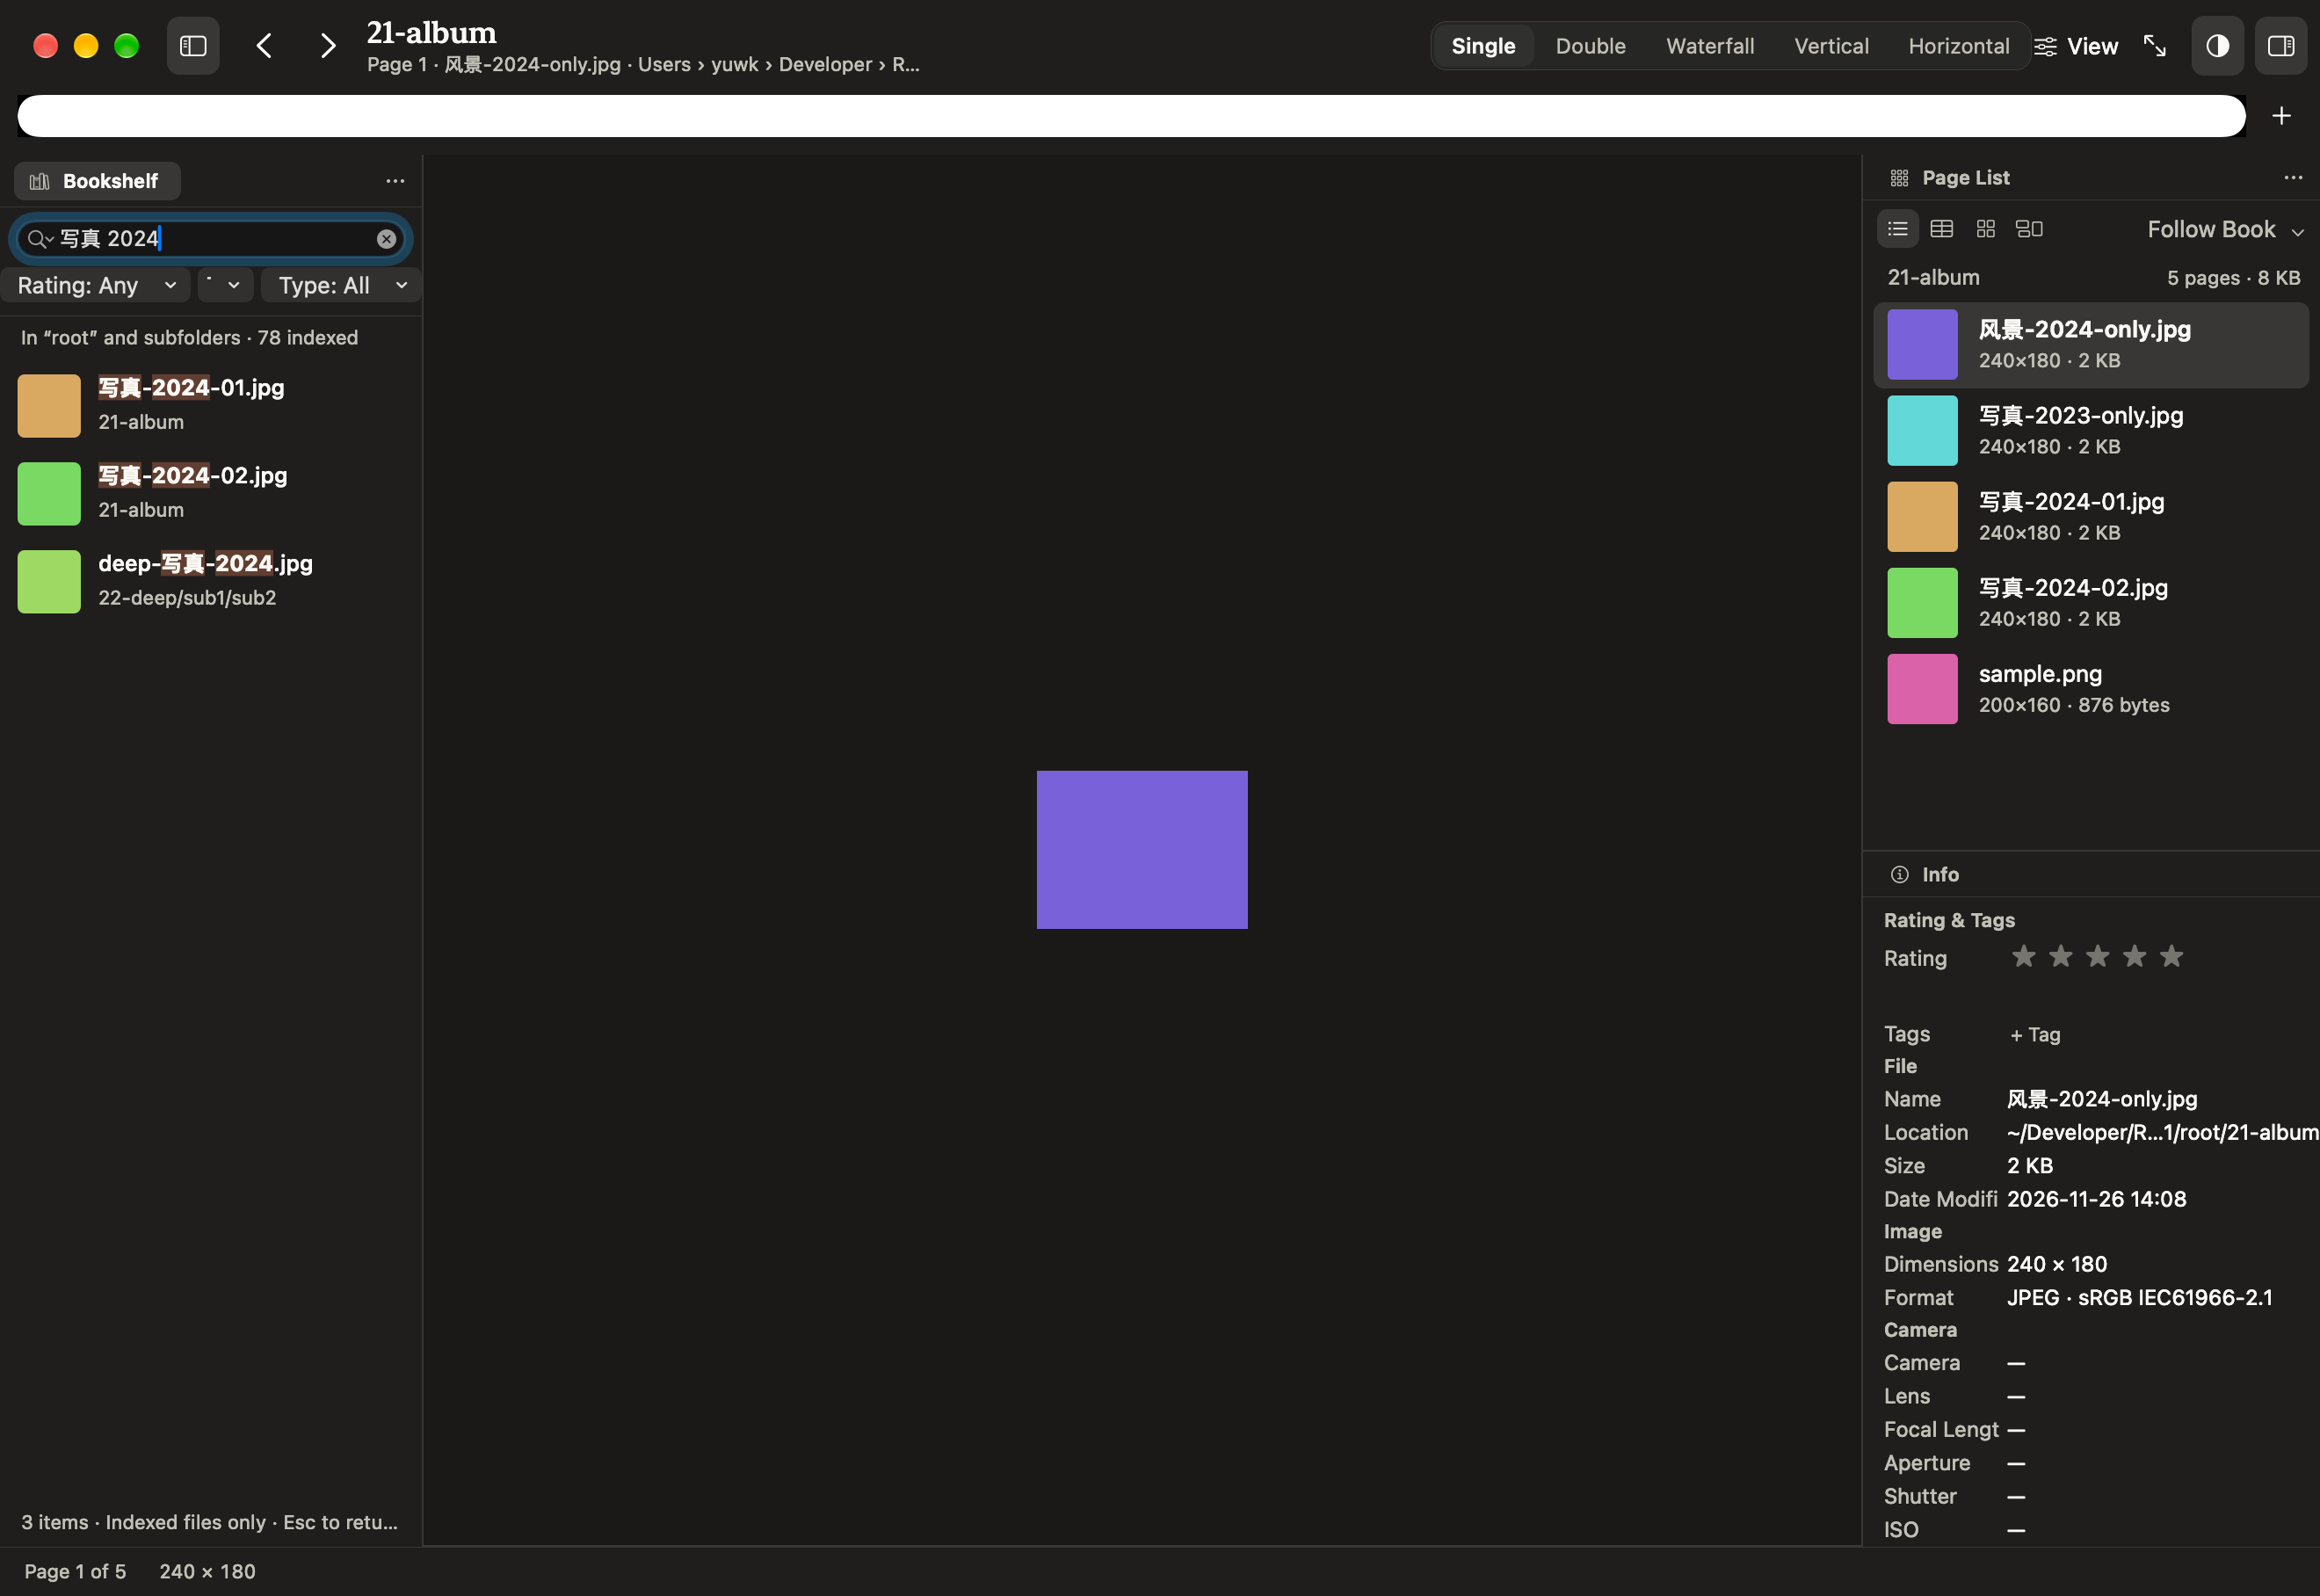 21-album
Page 1 · 风景-2024-only.jpg · Users › yuwk › Developer › R...
Single Double Waterfall Vertical Horizontal View
Bookshelf
写真 2024
Rating: Any Type: All
In “root” and subfolders · 78 indexed
写真-2024-01.jpg
21-album
写真-2024-02.jpg
21-album
deep-写真-2024.jpg
22-deep/sub1/sub2
3 items · Indexed files only · Esc to retu...
Page 1 of 5 240 × 180
Page List
Follow Book
21-album 5 pages · 8 KB
风景-2024-only.jpg
240×180 · 2 KB
写真-2023-only.jpg
240×180 · 2 KB
写真-2024-01.jpg
240×180 · 2 KB
写真-2024-02.jpg
240×180 · 2 KB
sample.png
200×160 · 876 bytes
Info
Rating & Tags
Rating ★ ★ ★ ★ ★
Tags + Tag
File
Name 风景-2024-only.jpg
Location ~/Developer/R...1/root/21-album
Size 2 KB
Date Modifi 2026-11-26 14:08
Image
Dimensions 240 × 180
Format JPEG · sRGB IEC61966-2.1
Camera
Camera —
Lens —
Focal Lengt —
Aperture —
Shutter —
ISO —